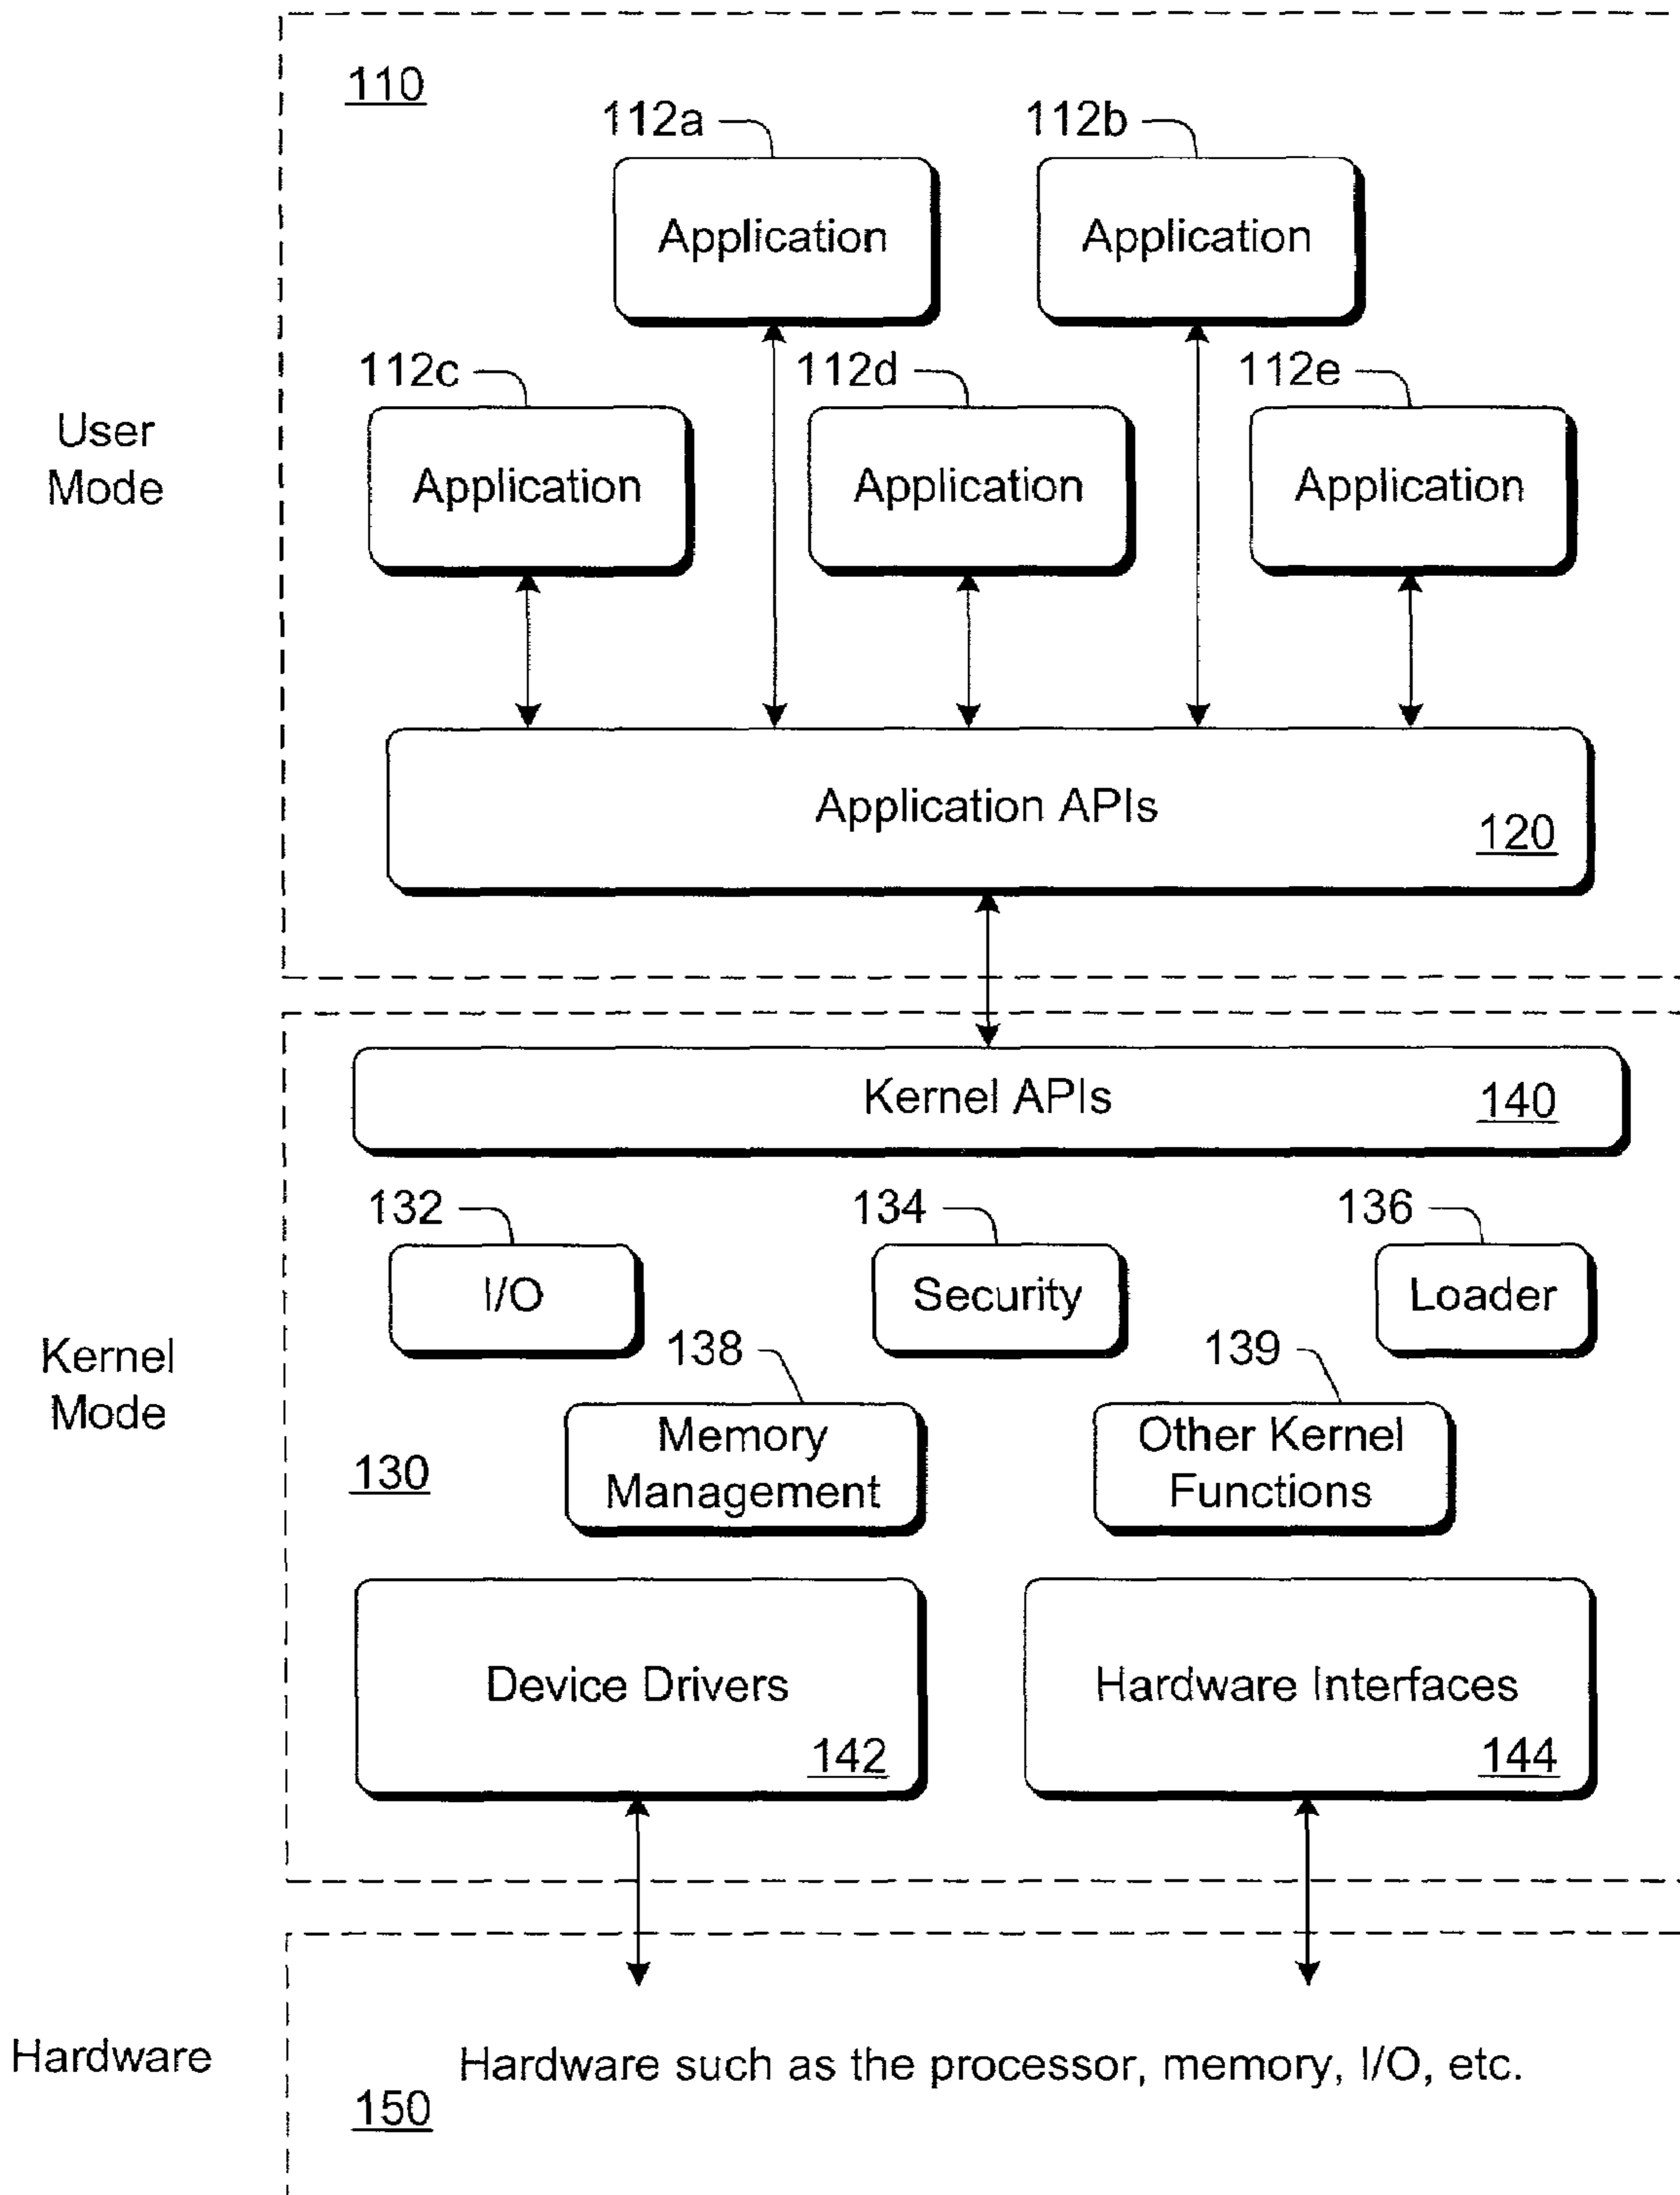 110
112a
112b
Application
Application
112c
112d
112e
User
Mode
Application
Application
Application
Application APIs
120
Kernel APIs
140
132
134
136
I/O
Security
Loader
138
139
Kernel
Mode
Memory
Management
Other Kernel
Functions
130
Device Drivers
142
Hardware Interfaces
144
Hardware
Hardware such as the processor, memory, I/O, etc.
150